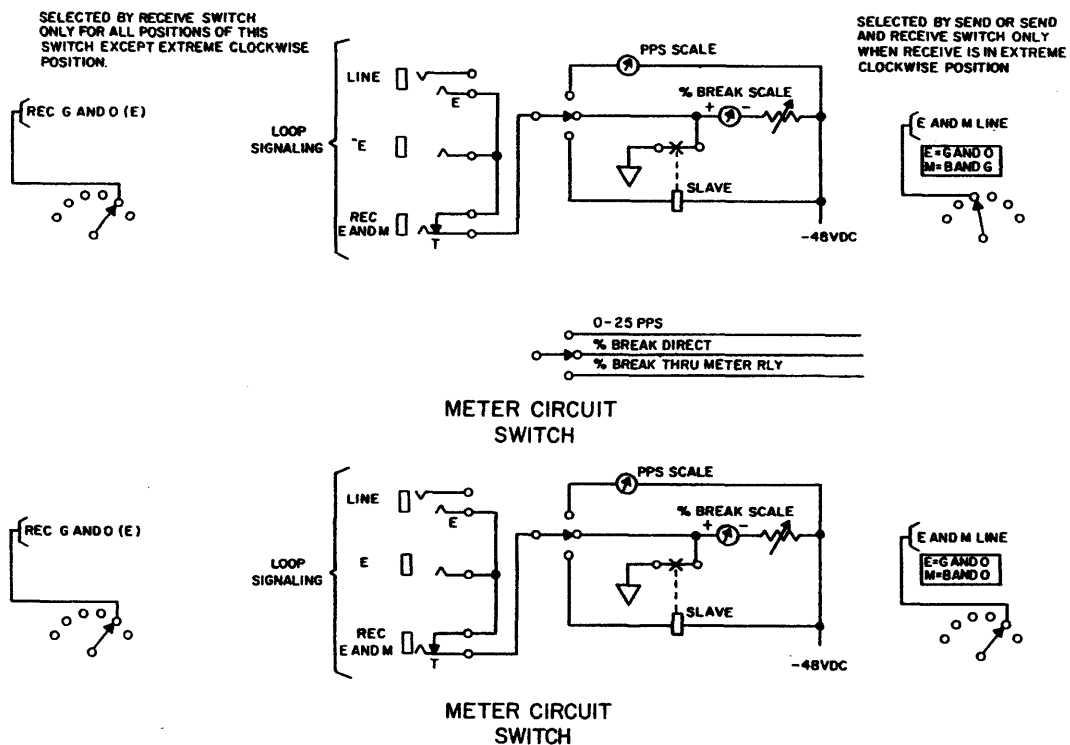 SELECTED BY RECEIVE SWITCH
ONLY FOR ALL POSITIONS OF THIS
SWITCH EXCEPT EXTREME CLOCKWISE
POSITION.
SELECTED BY SEND OR SEND
AND RECEIVE SWITCH ONLY
WHEN RECEIVE IS IN EXTREME
CLOCKWISE POSITION
REC G AND O (E)
LOOP
SIGNALING
LINE
E
-E
REC
E AND M
T
PPS SCALE
% BREAK SCALE
+ -
SLAVE
-48VDC
E AND M LINE
E=G AND O
M=B AND G
0-25 PPS
% BREAK DIRECT
% BREAK THRU METER RLY
METER CIRCUIT
SWITCH
REC G AND O (E)
LOOP
SIGNALING
LINE
E
E
REC
E AND M
T
PPS SCALE
% BREAK SCALE
+ -
SLAVE
-48VDC
E AND M LINE
E=G AND O
M=B AND O
METER CIRCUIT
SWITCH